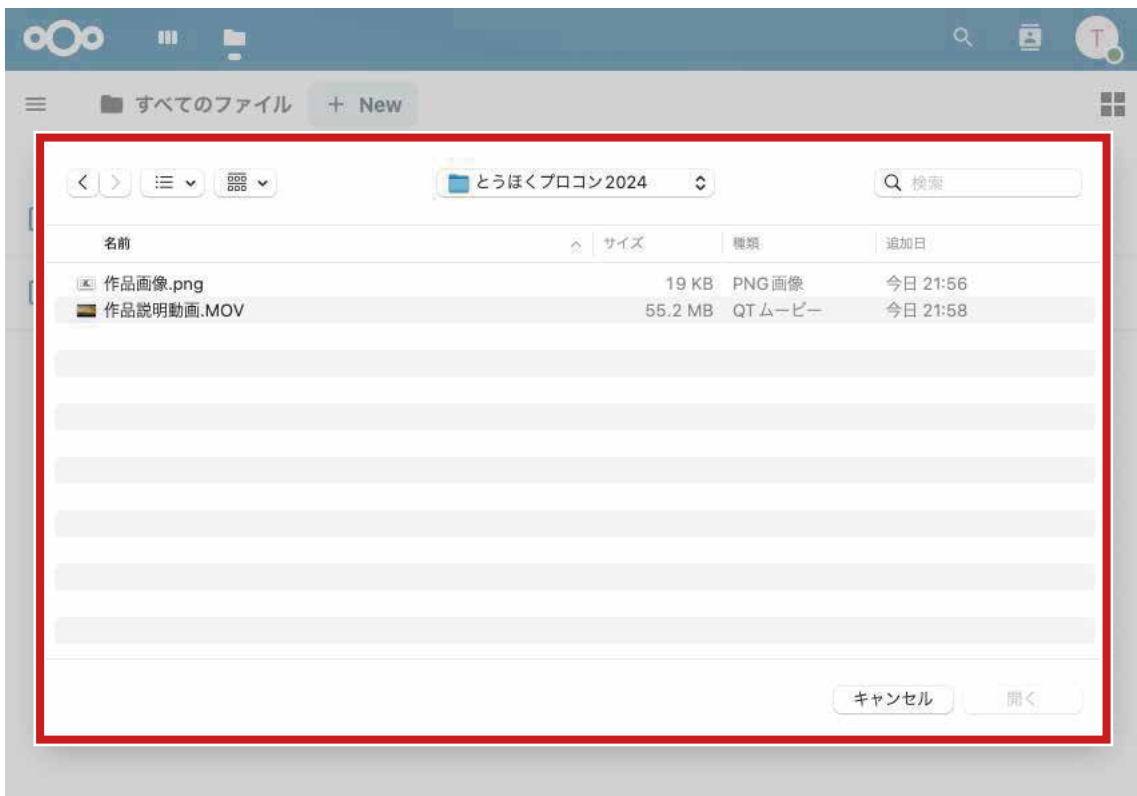 T
すべてのファイル + New
とうほくプロコン2024
検索
名前 サイズ 種類 追加日
作品画像.png 19 KB PNG画像 今日 21:56
作品説明動画.MOV 55.2 MB QTムービー 今日 21:58
キャンセル 開く